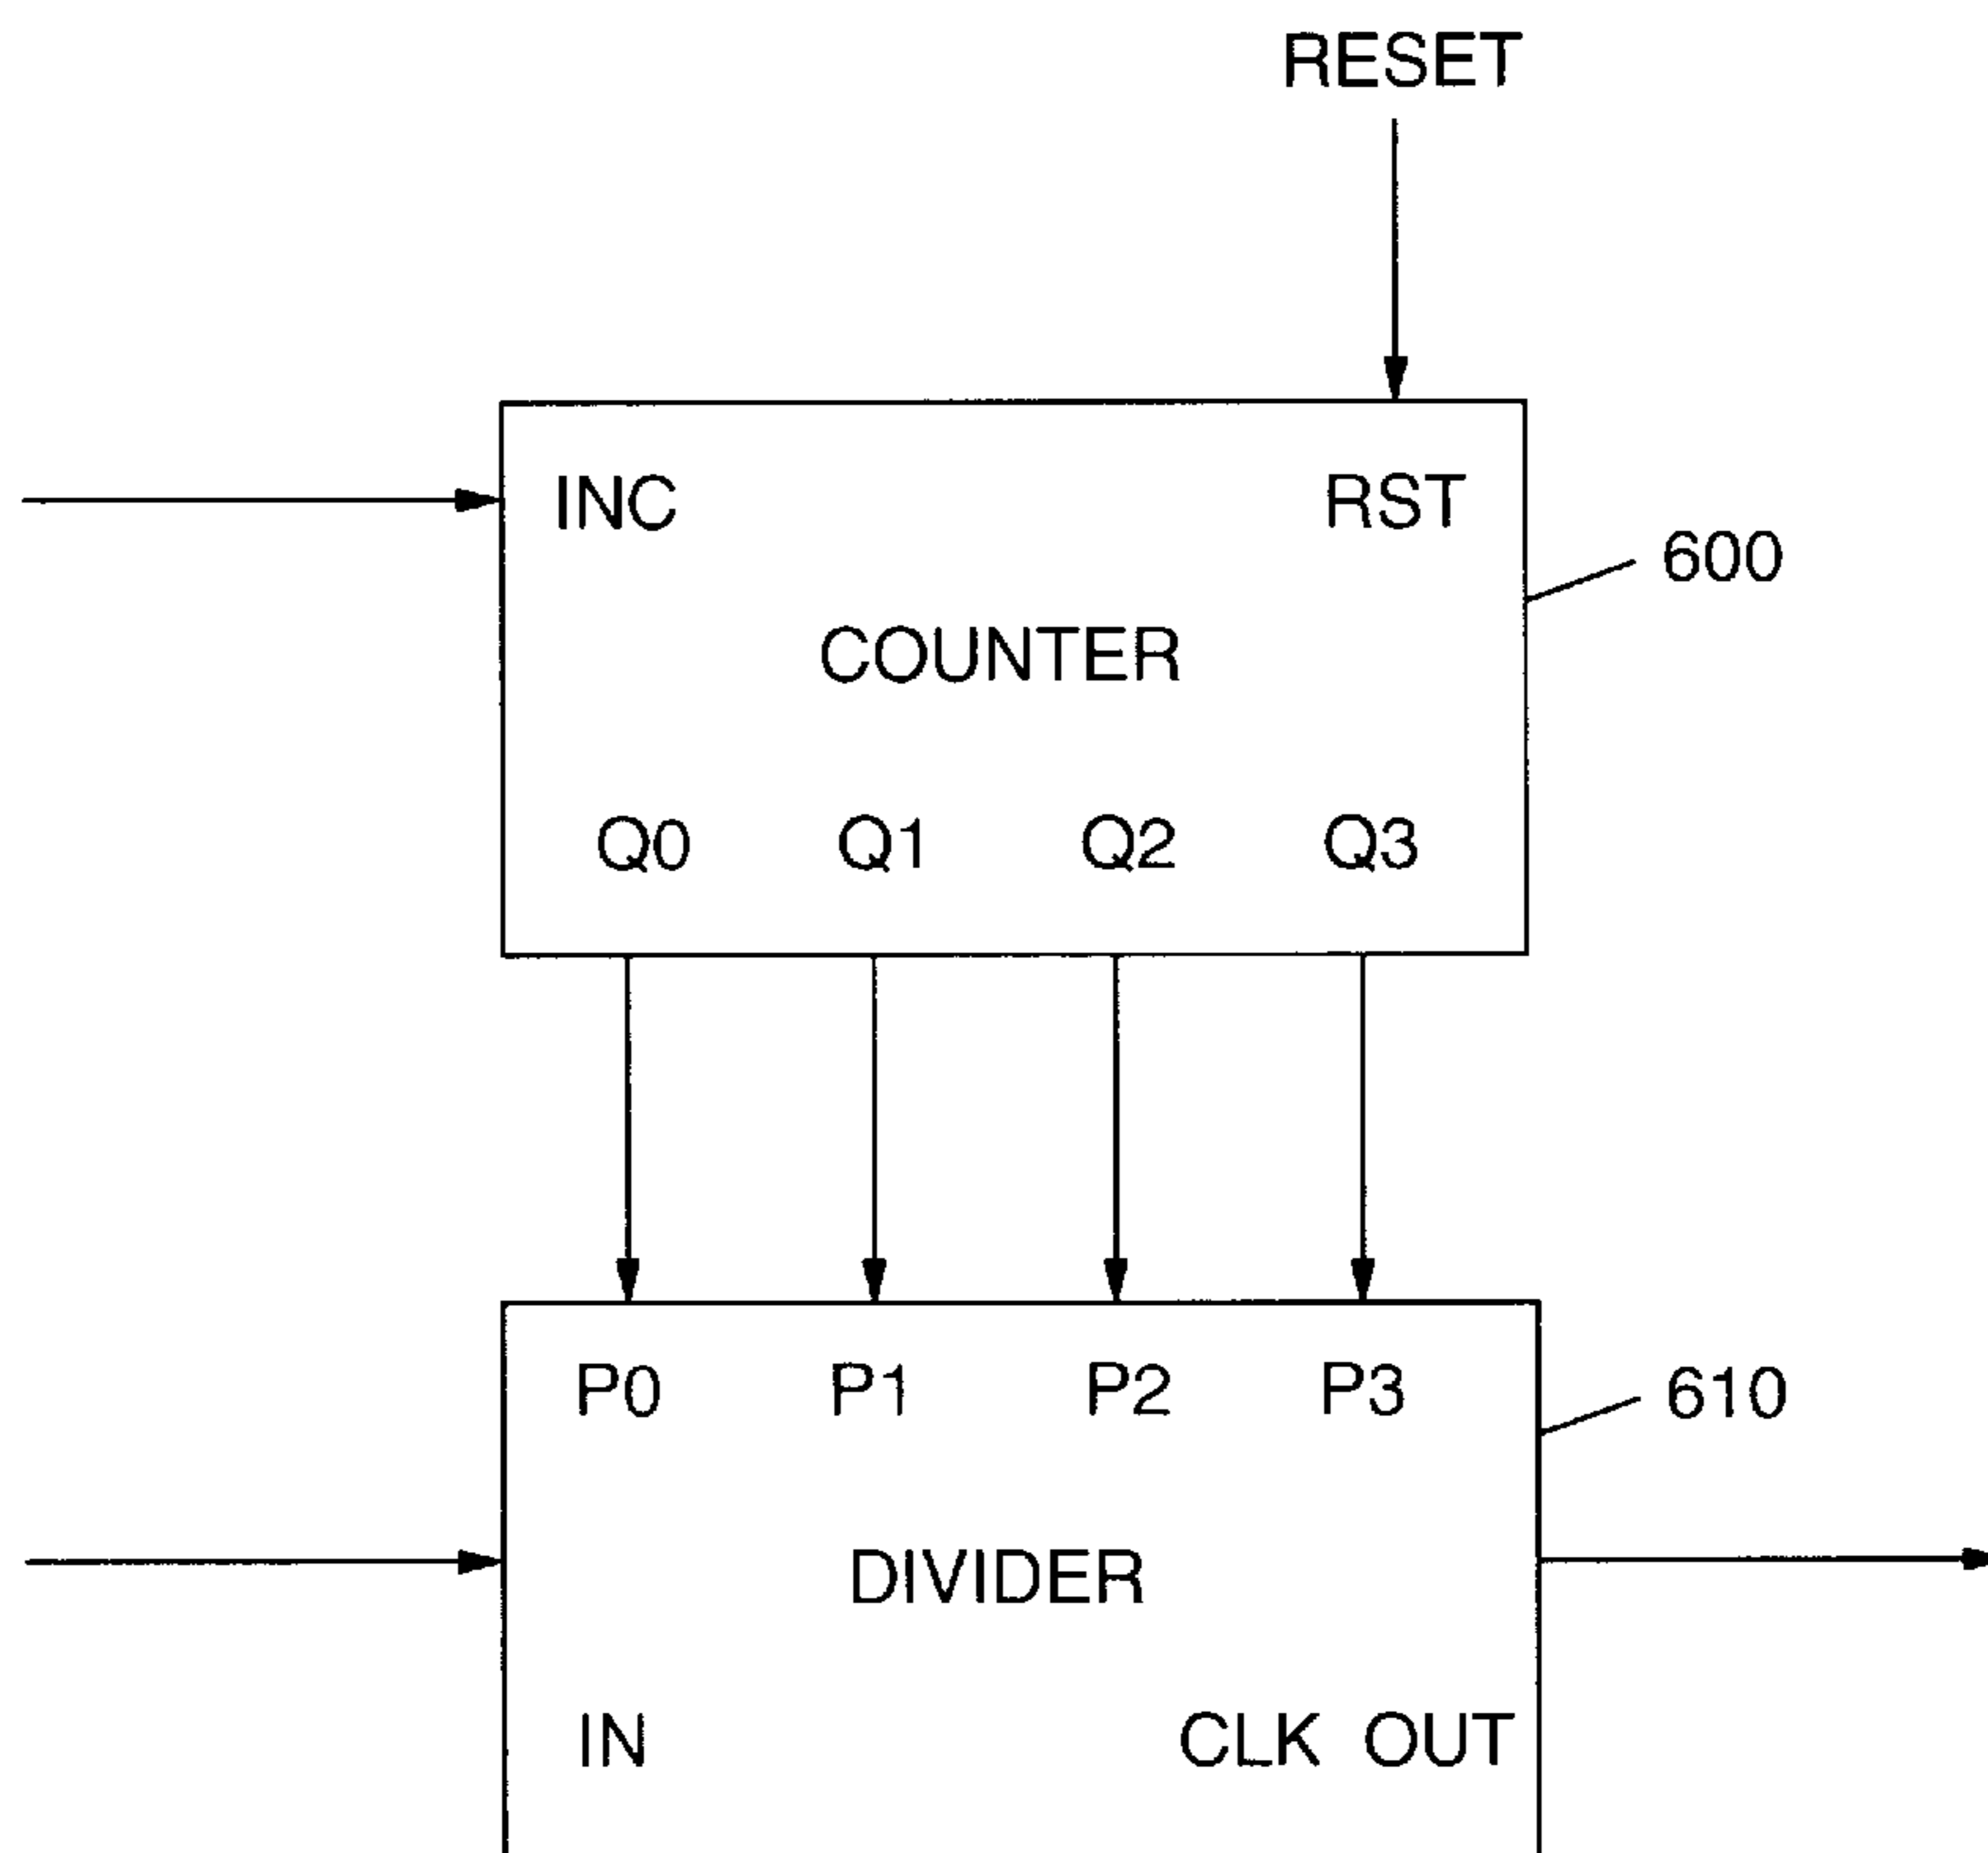 RESET
INC RST
600
COUNTER
Q0 Q1 Q2 Q3
P0 P1 P2 P3
610
DIVIDER
IN CLK OUT